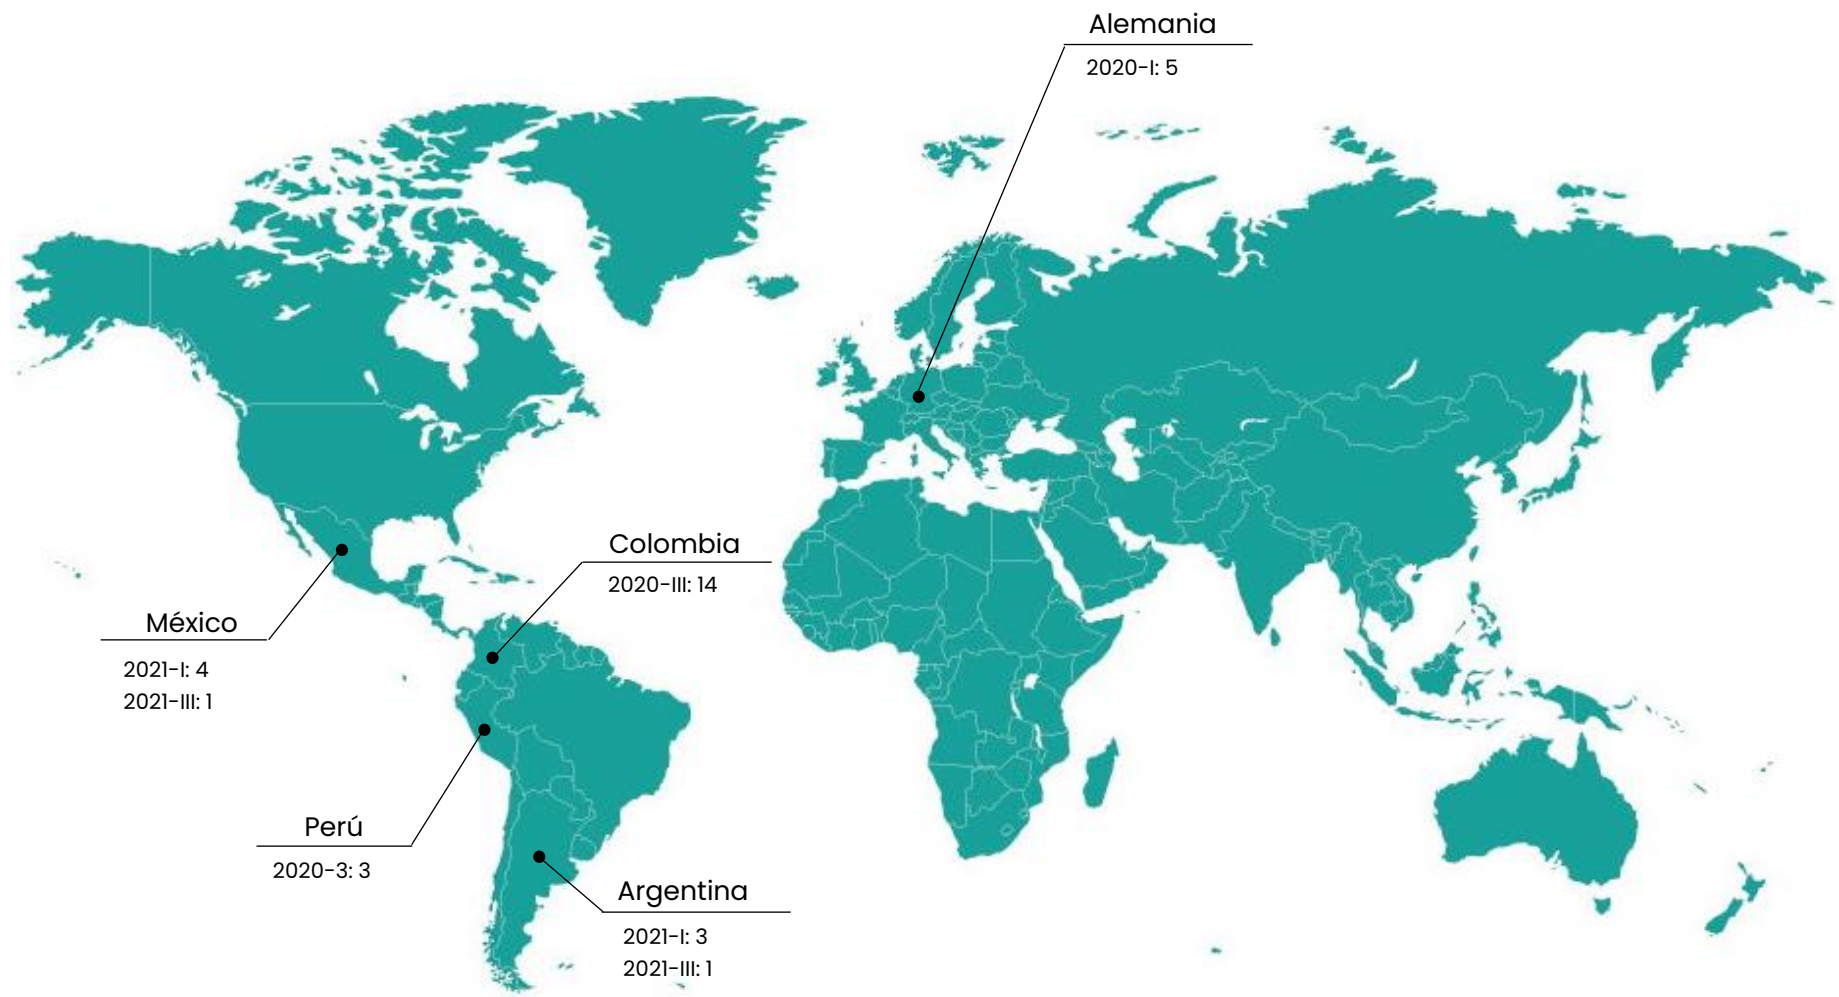 Alemania
2020-I: 5
Colombia
2020-III: 14
México
2021-I: 4
2021-III: 1
Perú
2020-3: 3
Argentina
2021-I: 3
2021-III: 1